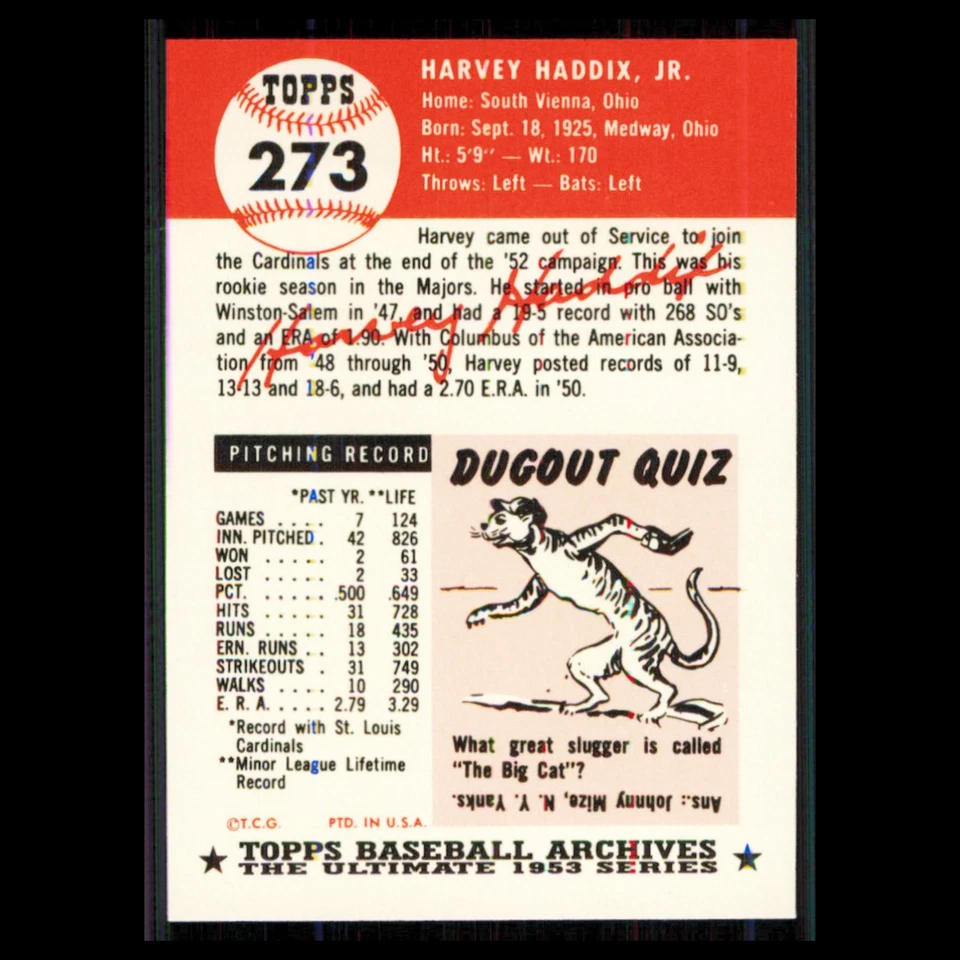 TOPPS
273
HARVEY HADDIX, JR.
Home: South Vienna, Ohio
Born: Sept. 18, 1925, Medway, Ohio
Ht.: 5'9" — Wt.: 170
Throws: Left — Bats: Left
Harvey came out of Service to join
the Cardinals at the end of the '52 campaign. This was his
rookie season in the Majors. He started in pro ball with
Winston-Salem in '47, and had a 19-5 record with 268 SO's
and an ERA of 1.90. With Columbus of the American Associa-
tion from '48 through '50, Harvey posted records of 11-9,
13-13 and 18-6, and had a 2.70 E.R.A. in '50.
Harvey Haddix
PITCHING RECORD
*PAST YR. **LIFE
GAMES .... 7 124
INN. PITCHED . 42 826
WON ..... 2 61
LOST .... 2 33
PCT. ..... .500 .649
HITS ..... 31 728
RUNS ..... 18 435
ERN. RUNS .. 13 302
STRIKEOUTS . 31 749
WALKS .... 10 290
E. R. A. .... 2.79 3.29
*Record with St. Louis
Cardinals
**Minor League Lifetime
Record
DUGOUT QUIZ
What great slugger is called
"The Big Cat"?
Ans.: Johnny Mize, N. Y. Yanks.
©T.C.G. PTD. IN U.S.A.
★ TOPPS BASEBALL ARCHIVES ★
THE ULTIMATE 1953 SERIES